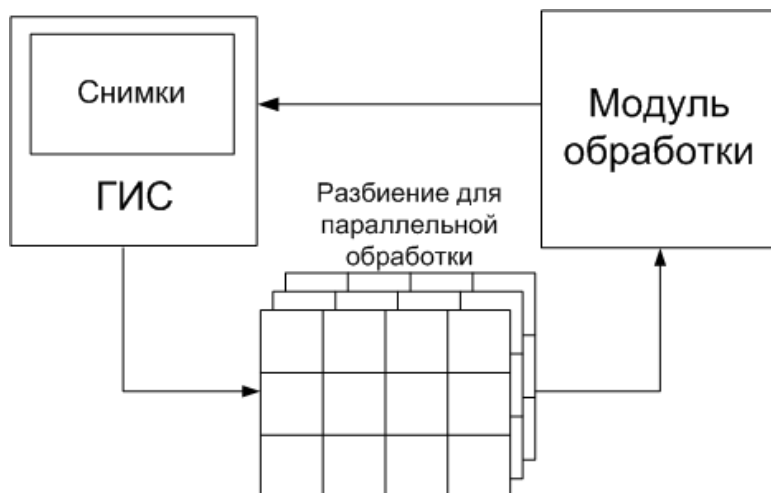 Снимки
ГИС
Модуль
обработки
Разбиение для
параллельной
обработки